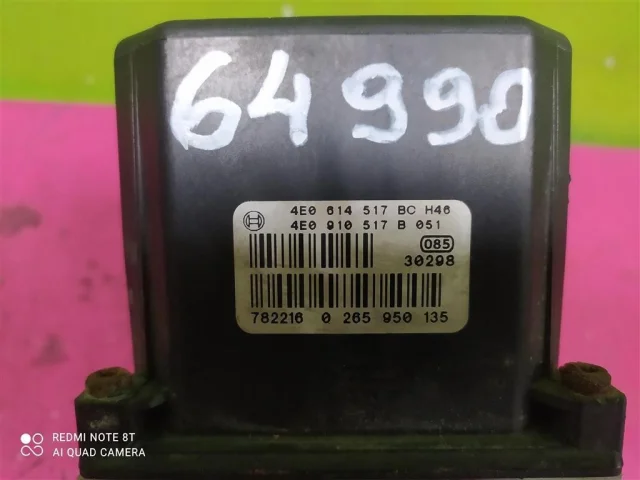 64990
4E0 614 517 BC H46
4E0 910 517 B 051
085
30298
782216 0 265 950 135
REDMI NOTE 8T
AI QUAD CAMERA